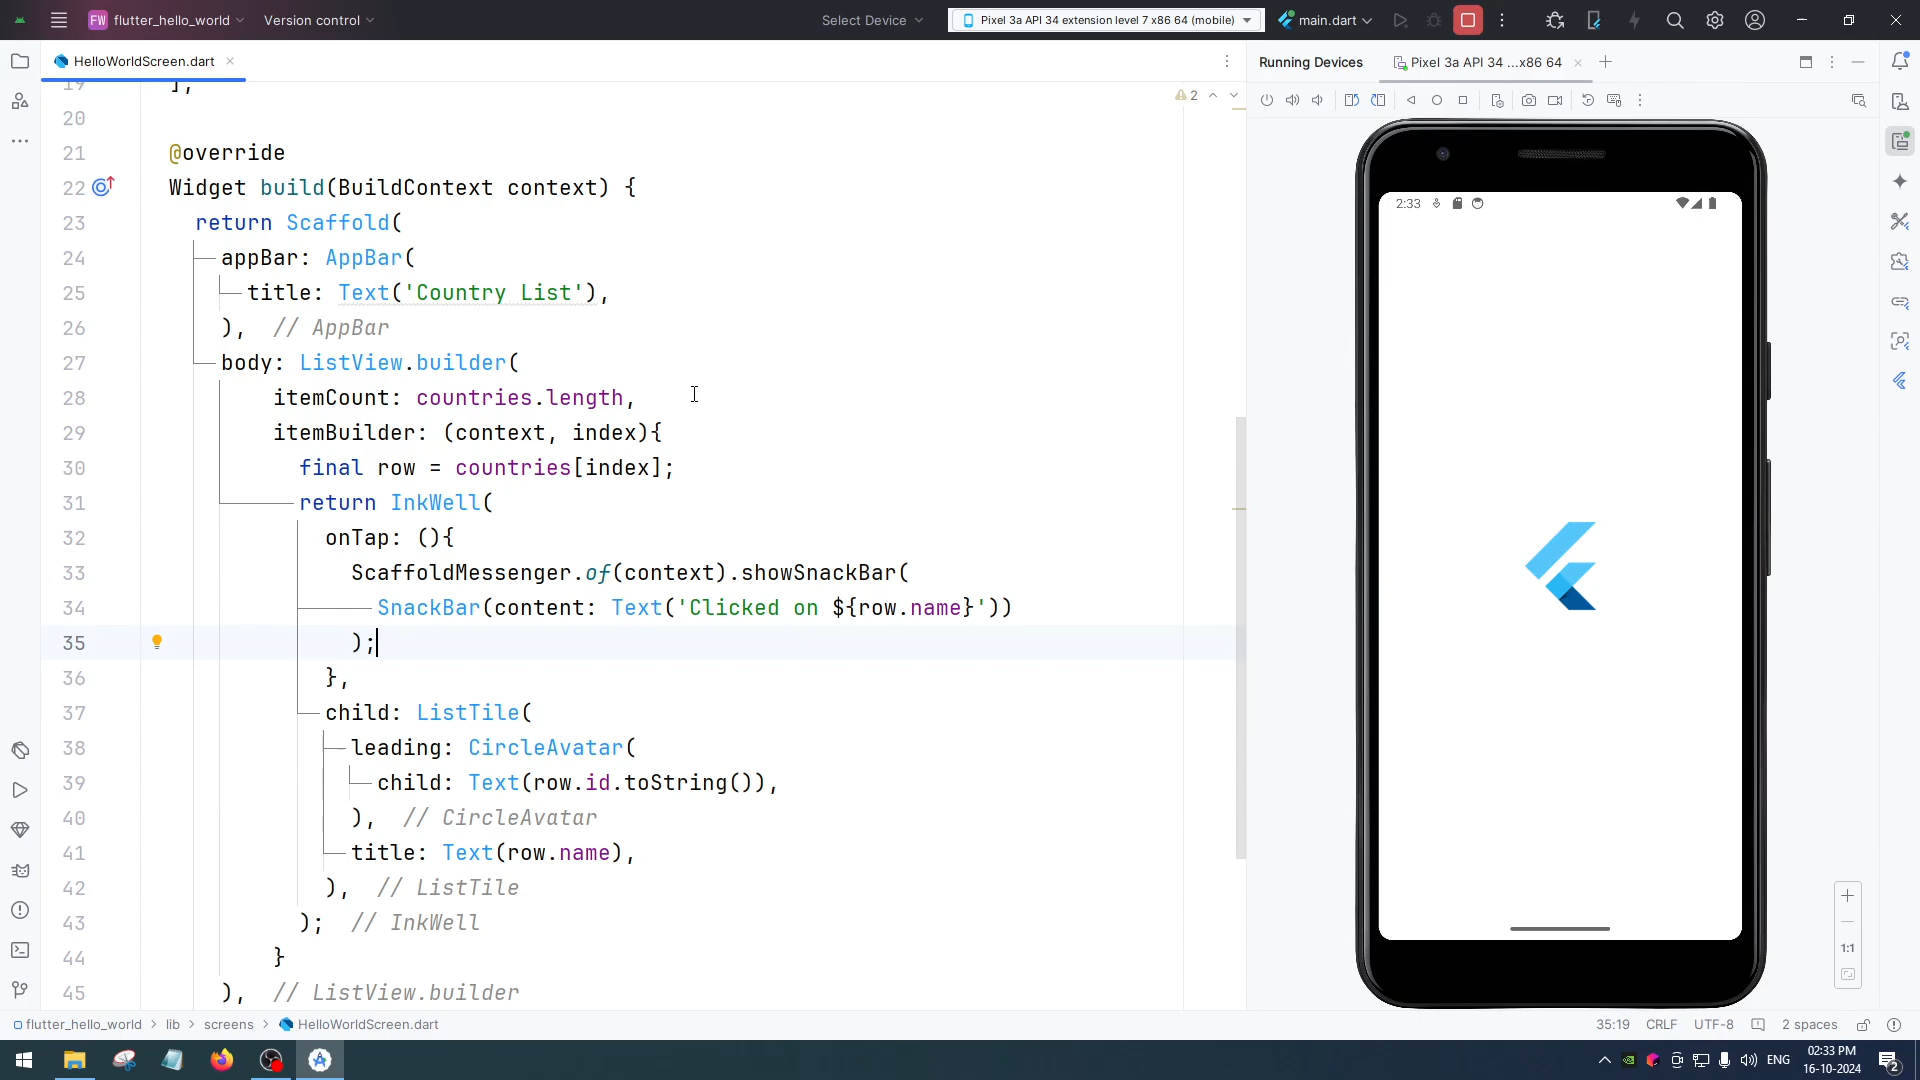 FW flutter_hello_world Version control Select Device Pixel 3a API 34 extension level 7 x86 64 (mobile) main.dart
HelloWorldScreen.dart
Running Devices Pixel 3a API 34 ...x86 64
2
19 ];
20
21 @override
22 Widget build(BuildContext context) {
23 return Scaffold(
24 appBar: AppBar(
25 title: Text('Country List'),
26 ), // AppBar
27 body: ListView.builder(
28 itemCount: countries.length,
29 itemBuilder: (context, index){
30 final row = countries[index];
31 return InkWell(
32 onTap: (){
33 ScaffoldMessenger.of(context).showSnackBar(
34 SnackBar(content: Text('Clicked on ${row.name}'))
35 );
36 },
37 child: ListTile(
38 leading: CircleAvatar(
39 child: Text(row.id.toString()),
40 ), // CircleAvatar
41 title: Text(row.name),
42 ), // ListTile
43 ); // InkWell
44 }
45 ), // ListView.builder
2:33
1:1
flutter_hello_world > lib > screens > HelloWorldScreen.dart
35:19 CRLF UTF-8 2 spaces
ENG
02:33 PM
16-10-2024
2